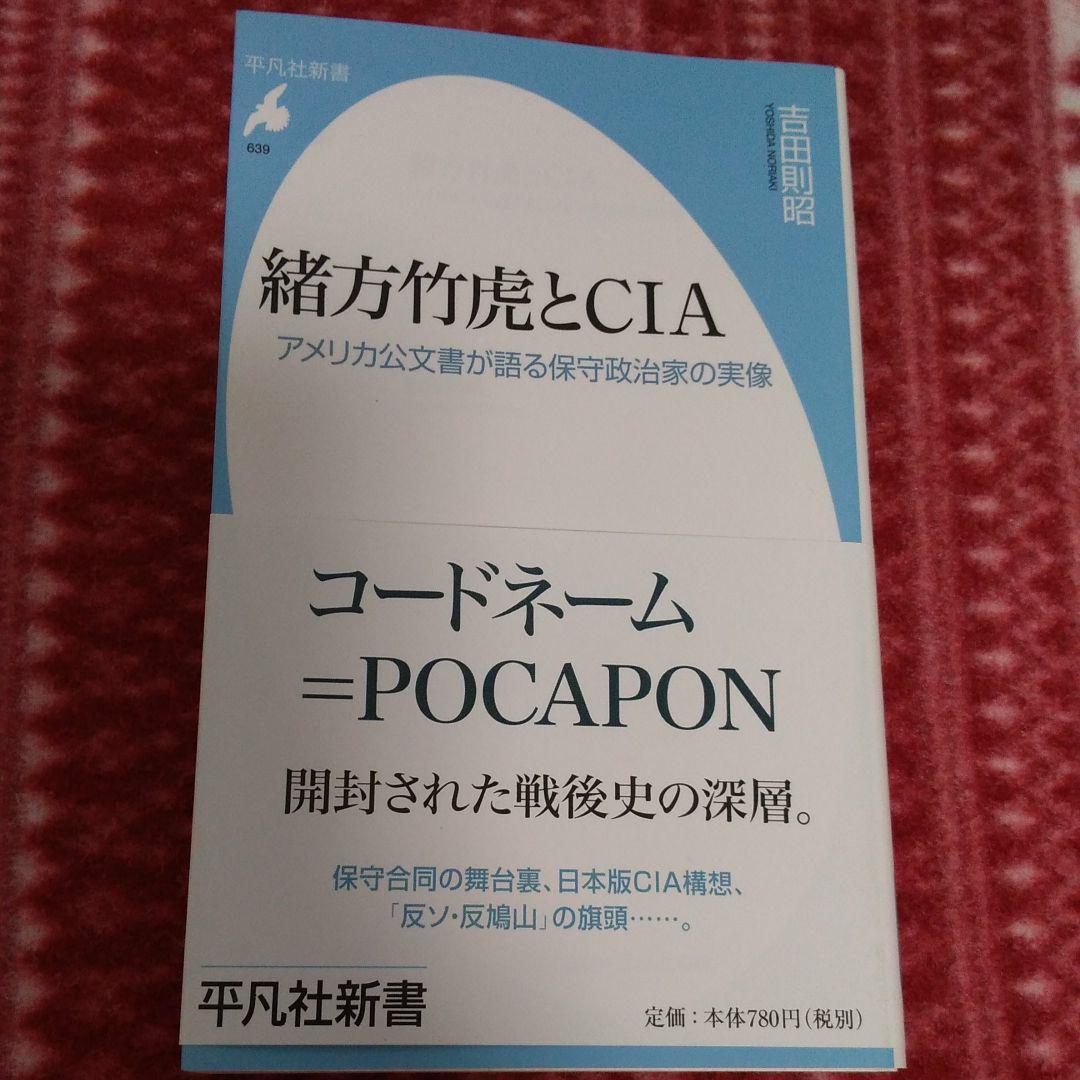 平凡社新書
639
吉田則昭
YOSHIDA NORIAKI
緒方竹虎とCIA
アメリカ公文書が語る保守政治家の実像
コードネーム
=POCAPON
開封された戦後史の深層。
保守合同の舞台裏、日本版CIA構想、
「反ソ・反鳩山」の旗頭……。
平凡社新書
定価:本体780円(税別)